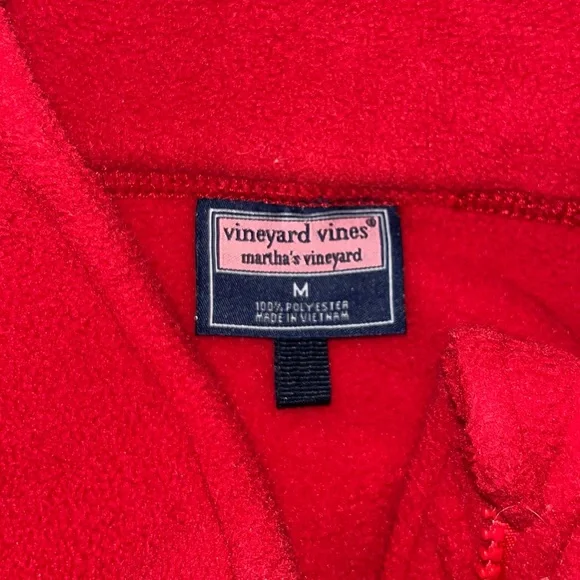 vineyard vines®
martha's vineyard
M
100% POLYESTER
MADE IN VIETNAM